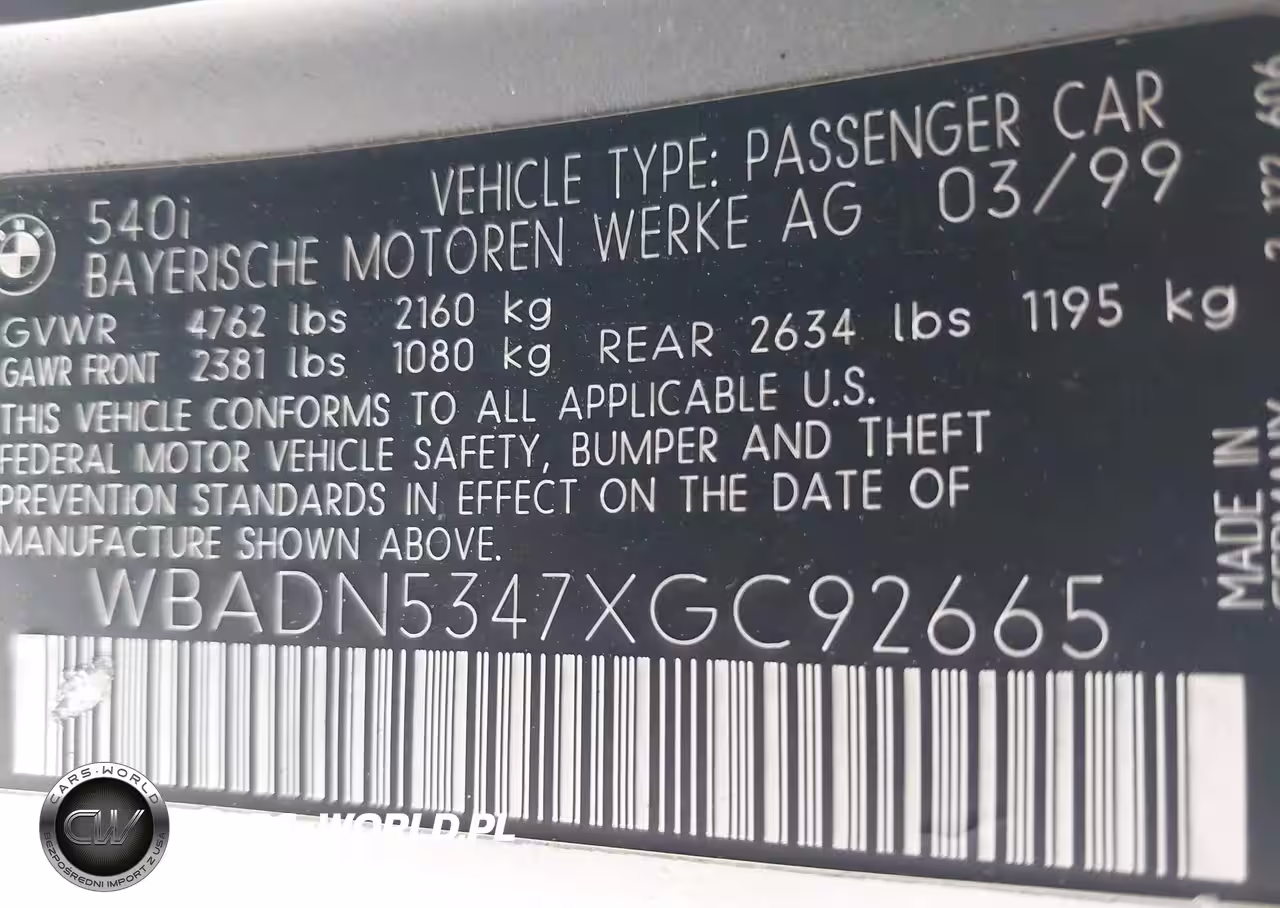 540i VEHICLE TYPE: PASSENGER CAR
BAYERISCHE MOTOREN WERKE AG 03/99
GVWR 4762 lbs 2160 kg
GAWR FRONT 2381 lbs 1080 kg REAR 2634 lbs 1195 kg
THIS VEHICLE CONFORMS TO ALL APPLICABLE U.S.
FEDERAL MOTOR VEHICLE SAFETY, BUMPER AND THEFT
PREVENTION STANDARDS IN EFFECT ON THE DATE OF
MANUFACTURE SHOWN ABOVE.
WBADN5347XGC92665
MADE IN
CARS-WORLD
CW
BEZPOŚREDNI IMPORT Z USA